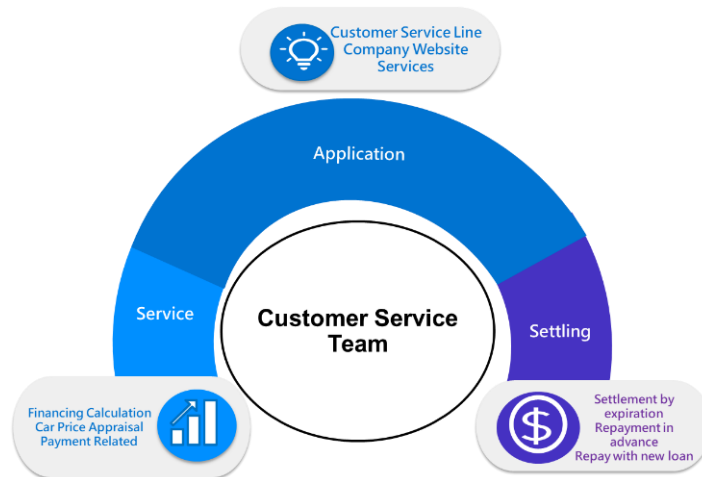 Customer Service Line
Company Website
Services
Application
Service
Customer Service
Team
Settling
Financing Calculation
Car Price Appraisal
Payment Related
Settlement by
expiration
Repayment in
advance
Repay with new loan